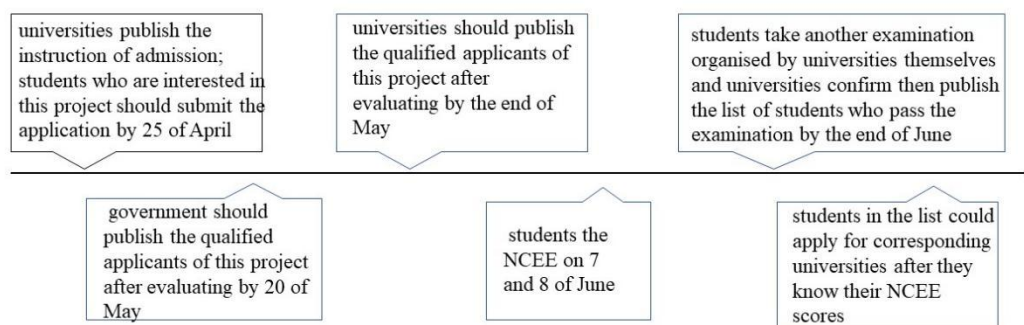 universities publish the
instruction of admission;
students who are interested in
this project should submit the
application by 25 of April
government should
publish the qualified
applicants of this project
after evaluating by 20 of
May
universities should publish
the qualified applicants of
this project after
evaluating by the end of
May
students the
NCEE on 7
and 8 of June
students take another examination
organised by universities themselves
and universities confirm then publish
the list of students who pass the
examination by the end of June
students in the list could
apply for corresponding
universities after they
know their NCEE
scores